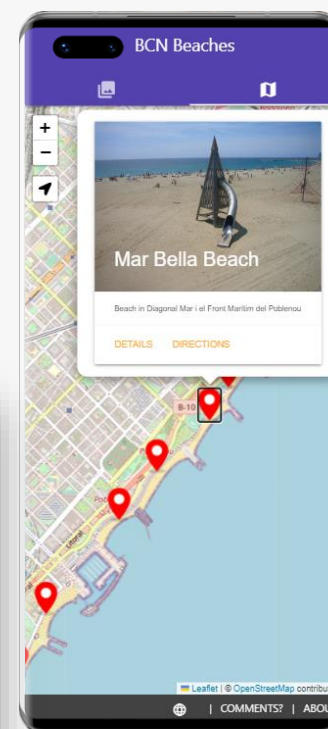 BCN Beaches
+
−
Mar Bella Beach
Beach in Diagonal Mar i el Front Marítim del Poblenou
DETAILS DIRECTIONS
B-10
Litoral
Leaflet | © OpenStreetMap contribu
| COMMENTS? | ABOU